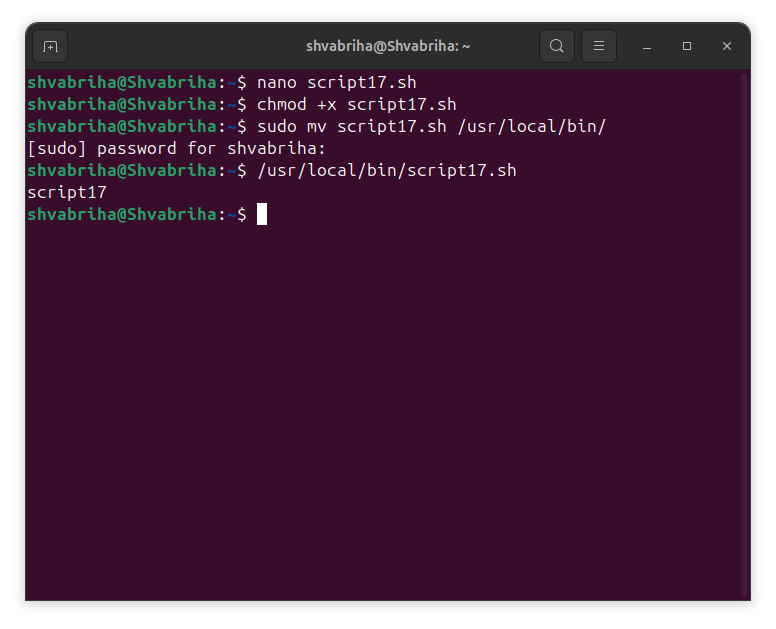 shvabriha@Shvabriha: ~
shvabriha@Shvabriha:~$ nano script17.sh
shvabriha@Shvabriha:~$ chmod +x script17.sh
shvabriha@Shvabriha:~$ sudo mv script17.sh /usr/local/bin/
[sudo] password for shvabriha:
shvabriha@Shvabriha:~$ /usr/local/bin/script17.sh
script17
shvabriha@Shvabriha:~$